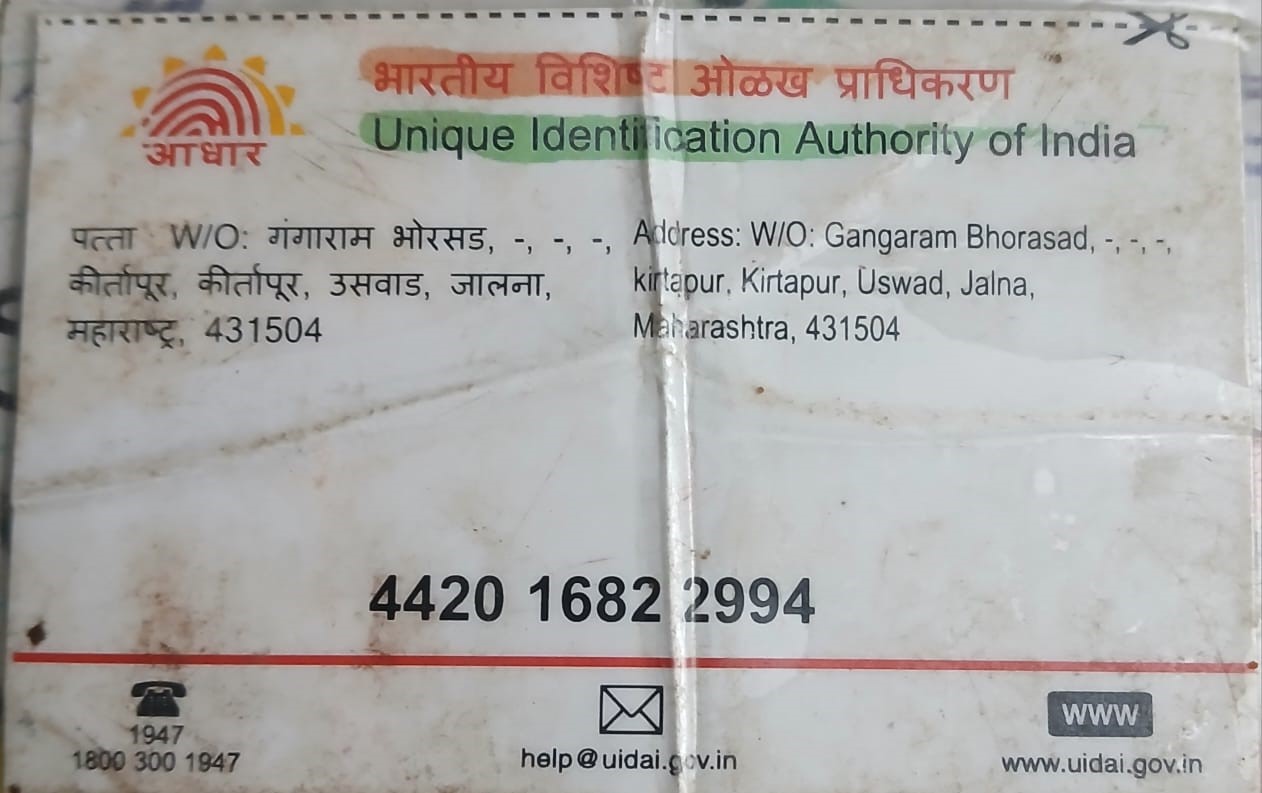 भारतीय विशिष्ट ओळख प्राधिकरण
Unique Identification Authority of India
आधार
पत्ता W/O: गंगाराम भोरसड, -, -, -,
कीर्तापूर, कीर्तापूर, उसवाड, जालना,
महाराष्ट्र, 431504
Address: W/O: Gangaram Bhorasad, -, -, -,
kirtapur, Kirtapur, Uswad, Jalna,
Maharashtra, 431504
4420 1682 2994
1947
1800 300 1947
help@uidai.gov.in
www
www.uidai.gov.in